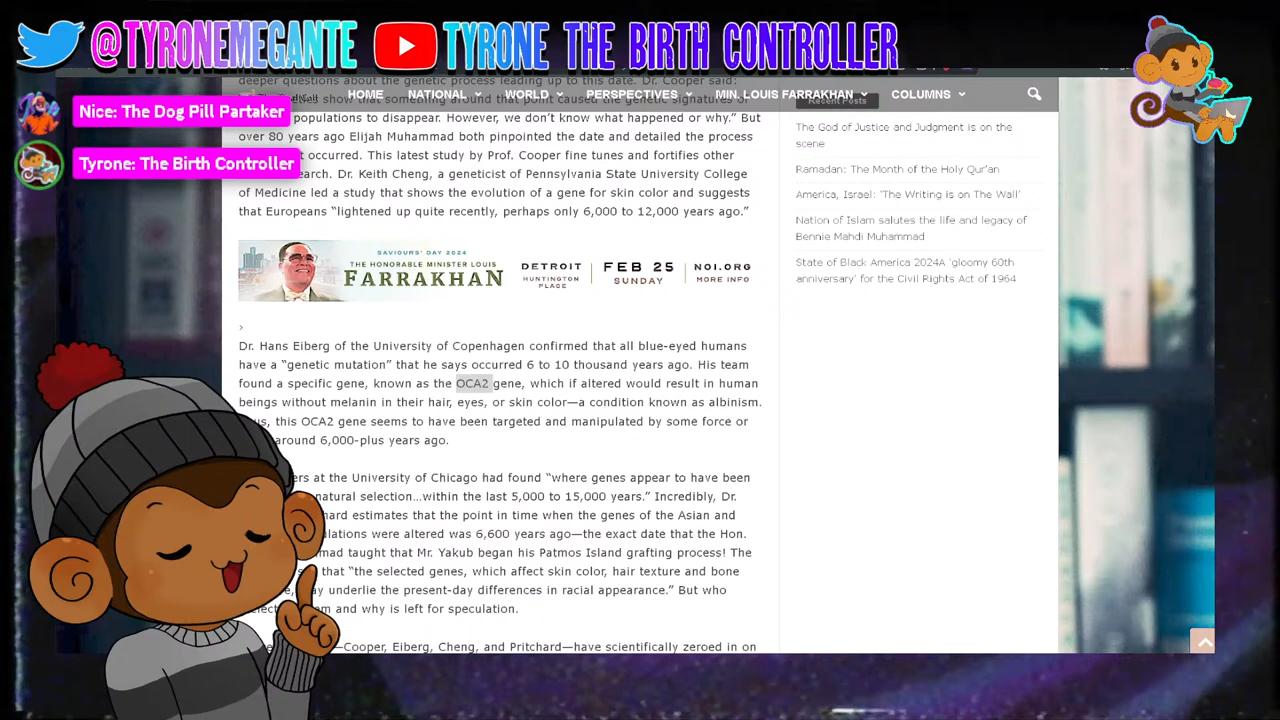 @TYRONEMEGANTE TYRONE THE BIRTH CONTROLLER
Nice: The Dog Pill Partaker
Tyrone: The Birth Controller
HOME NATIONAL WORLD PERSPECTIVES MIN. LOUIS FARRAKHAN COLUMNS
deeper questions about the genetic process leading up to this date. Dr. Cooper said:
show that something around that point caused the genetic signatures of
populations to disappear. However, we don't know what happened or why.” But
over 80 years ago Elijah Muhammad both pinpointed the date and detailed the process
occurred. This latest study by Prof. Cooper fine tunes and fortifies other
Dr. Keith Cheng, a geneticist of Pennsylvania State University College
of Medicine led a study that shows the evolution of a gene for skin color and suggests
that Europeans “lightened up quite recently, perhaps only 6,000 to 12,000 years ago.”
SAVIOURS' DAY 2024
THE HONORABLE MINISTER LOUIS
FARRAKHAN
DETROIT
HUNTINGTON
PLACE
FEB 25
SUNDAY
NOI.ORG
MORE INFO
>
Dr. Hans Eiberg of the University of Copenhagen confirmed that all blue-eyed humans
have a “genetic mutation” that he says occurred 6 to 10 thousand years ago. His team
found a specific gene, known as the OCA2 gene, which if altered would result in human
beings without melanin in their hair, eyes, or skin color—a condition known as albinism.
this OCA2 gene seems to have been targeted and manipulated by some force or
around 6,000-plus years ago.
at the University of Chicago had found “where genes appear to have been
natural selection…within the last 5,000 to 15,000 years.” Incredibly, Dr.
estimates that the point in time when the genes of the Asian and
were altered was 6,600 years ago—the exact date that the Hon.
taught that Mr. Yakub began his Patmos Island grafting process! The
that “the selected genes, which affect skin color, hair texture and bone
underlie the present-day differences in racial appearance.” But who
and why is left for speculation.
—Cooper, Eiberg, Cheng, and Pritchard—have scientifically zeroed in on
Recent Posts
The God of Justice and Judgment is on the
scene
Ramadan: The Month of the Holy Qur'an
America, Israel: ‘The Writing is on The Wall’
Nation of Islam salutes the life and legacy of
Bennie Mahdi Muhammad
State of Black America 2024A ‘gloomy 60th
anniversary’ for the Civil Rights Act of 1964